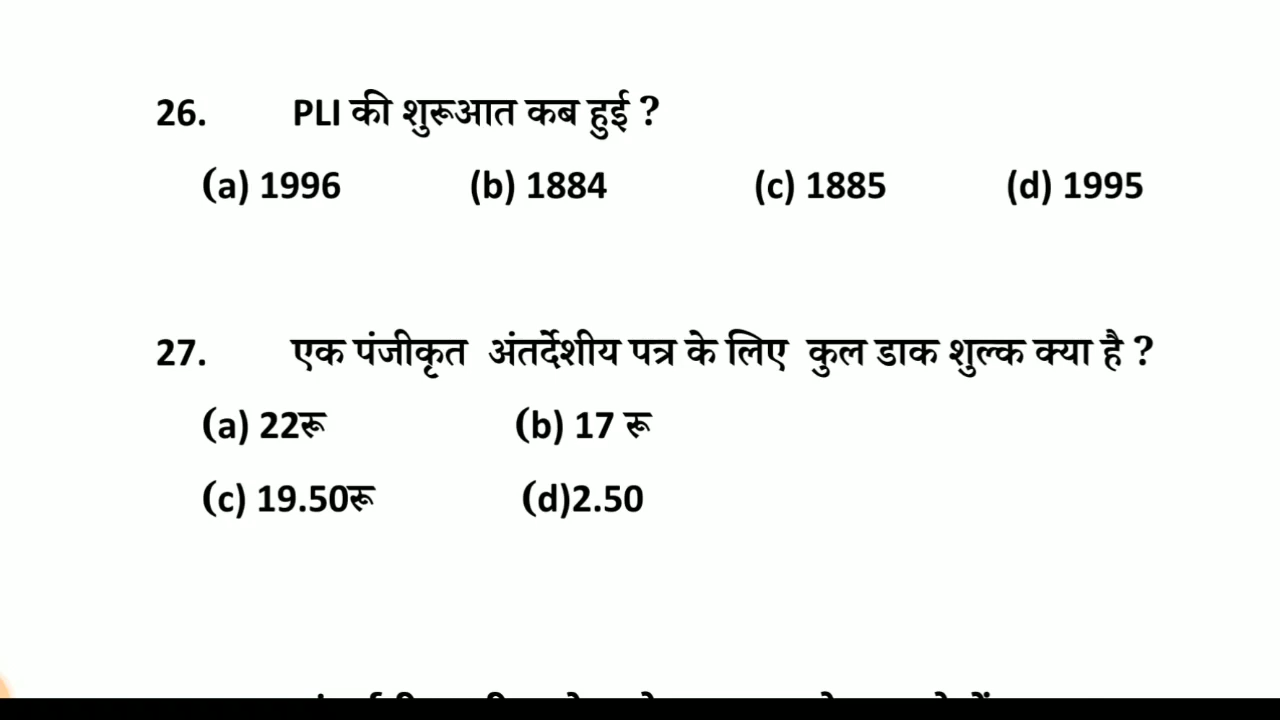 26. PLI की शुरूआत कब हुई ?
(a) 1996 (b) 1884 (c) 1885 (d) 1995
27. एक पंजीकृत अंतर्देशीय पत्र के लिए कुल डाक शुल्क क्या है ?
(a) 22रू (b) 17 रू
(c) 19.50रू (d)2.50